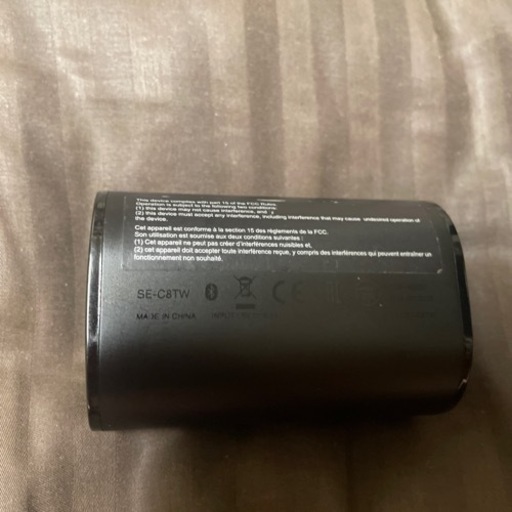 This device complies with part 15 of the FCC Rules.
Operation is subject to the following two conditions:
(1) this device may not cause interference, and
(2) this device must accept any interference, including interference that may cause undesired operation of
the device.
Cet appareil est conforme à la section 15 des réglements de la FCC.
Son utilisation est soumise aux deux conditions suivantes :
(1) Cet appareil ne peut pas créer d'interférences nuisibles et,
(2) cet appareil doit accepter toute interférence reçue, y compris des interférences qui peuvent entraîner un
fonctionnement non souhaité.
SE-C8TW CE
MADE IN CHINA INPUT